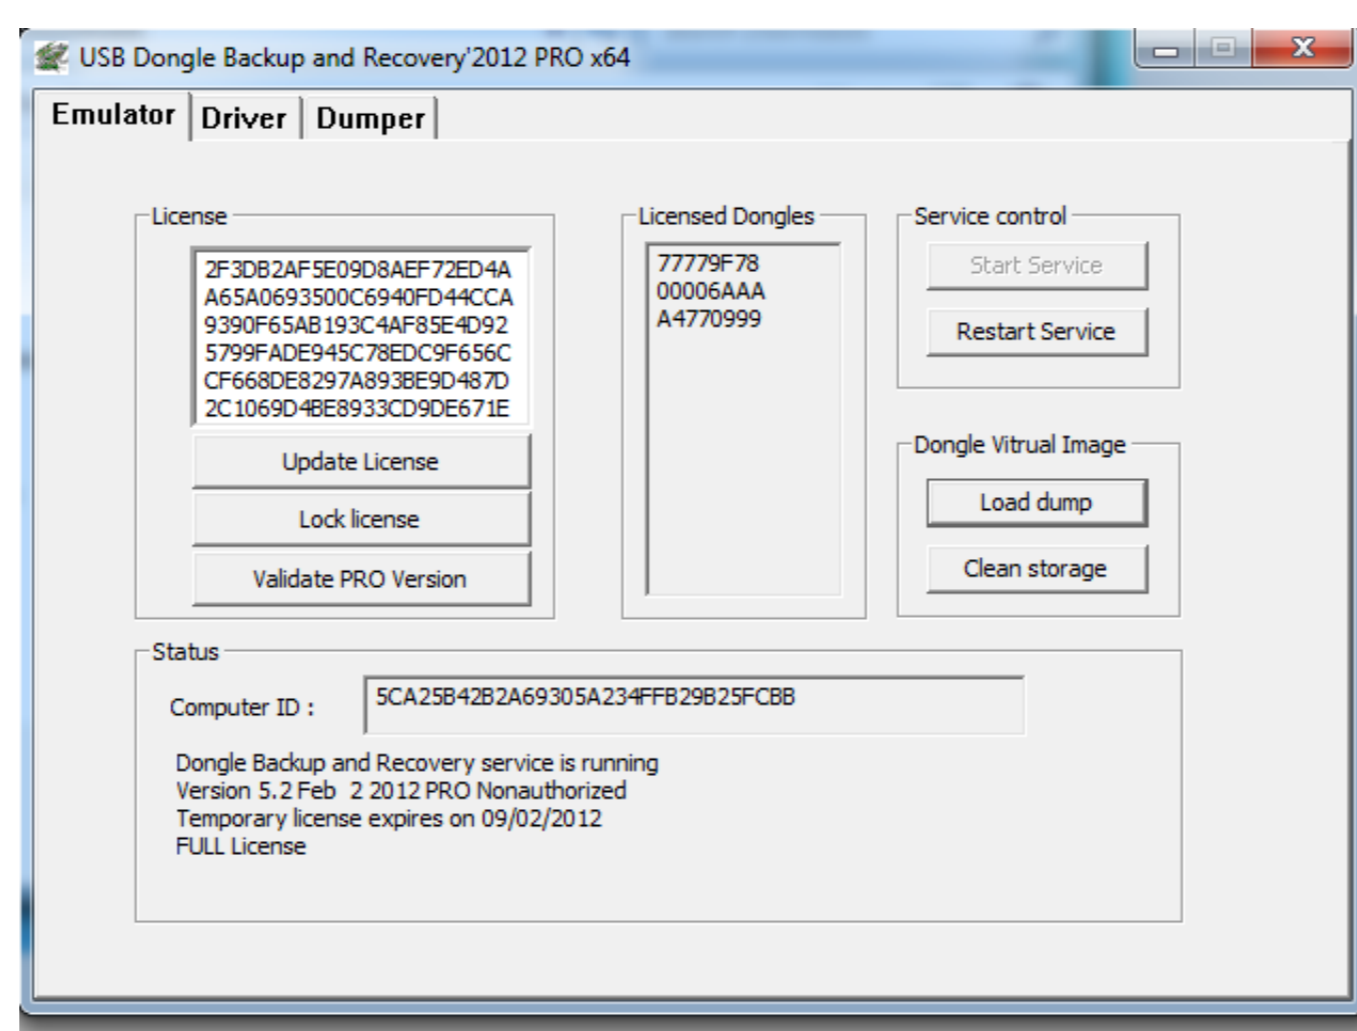 USB Dongle Backup and Recovery'2012 PRO x64
Emulator Driver Dumper
License
2F3DB2AF5E09D8AEF72ED4A
A65A0693500C6940FD44CCA
9390F65AB193C4AF85E4D92
5799FADE945C78EDC9F656C
CF668DE8297A893BE9D487D
2C1069D4BE8933CD9DE671E
Update License
Lock license
Validate PRO Version
Licensed Dongles
77779F78
00006AAA
A4770999
Service control
Start Service
Restart Service
Dongle Vitrual Image
Load dump
Clean storage
Status
Computer ID : 5CA25B42B2A69305A234FFB29B25FCBB
Dongle Backup and Recovery service is running
Version 5.2 Feb  2 2012 PRO Nonauthorized
Temporary license expires on 09/02/2012
FULL License